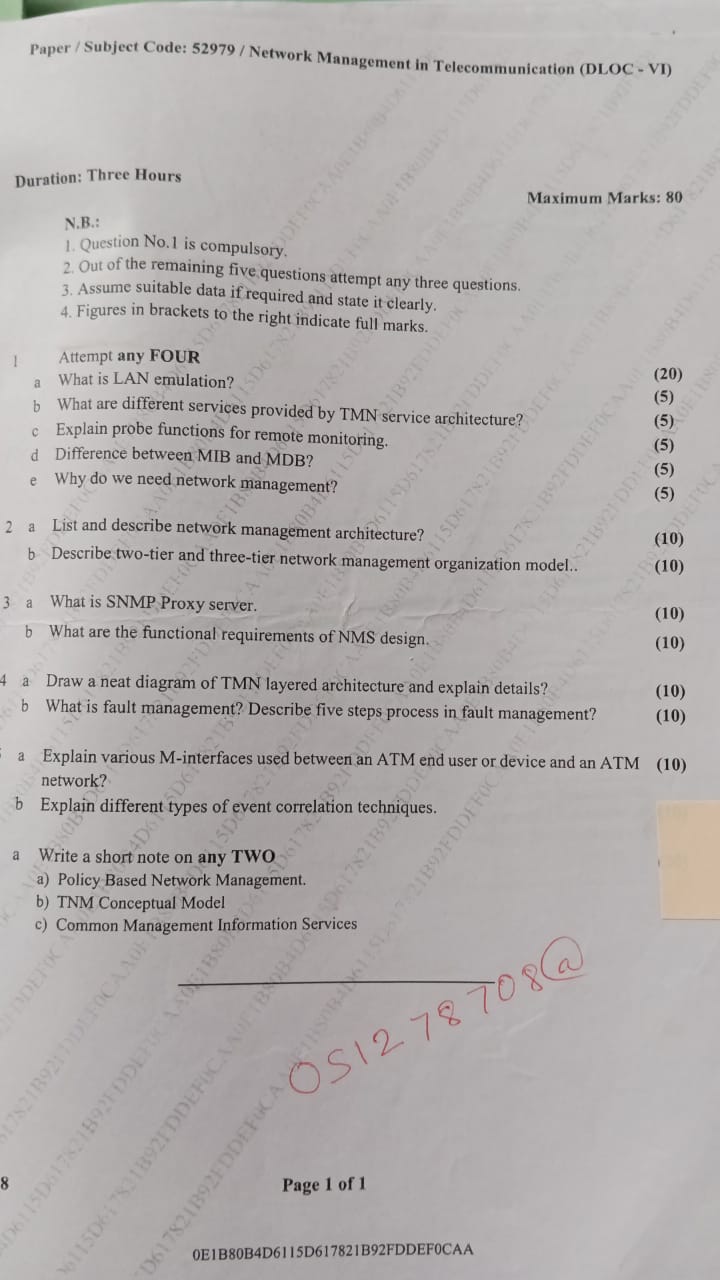 Paper / Subject Code: 52979 / Network Management in Telecommunication (DLOC - VI)
Duration: Three Hours
Maximum Marks: 80
N.B.:
1. Question No.1 is compulsory.
2. Out of the remaining five questions attempt any three questions.
3. Assume suitable data if required and state it clearly.
4. Figures in brackets to the right indicate full marks.
1 Attempt any FOUR (20)
a What is LAN emulation? (5)
b What are different services provided by TMN service architecture? (5)
c Explain probe functions for remote monitoring. (5)
d Difference between MIB and MDB? (5)
e Why do we need network management? (5)
2 a List and describe network management architecture? (10)
b Describe two-tier and three-tier network management organization model.. (10)
3 a What is SNMP Proxy server. (10)
b What are the functional requirements of NMS design. (10)
4 a Draw a neat diagram of TMN layered architecture and explain details? (10)
b What is fault management? Describe five steps process in fault management? (10)
a Explain various M-interfaces used between an ATM end user or device and an ATM (10)
network?
b Explain different types of event correlation techniques.
a Write a short note on any TWO
a) Policy Based Network Management.
b) TNM Conceptual Model
c) Common Management Information Services
051278708@
8
Page 1 of 1
0E1B80B4D6115D617821B92FDDEF0CAA